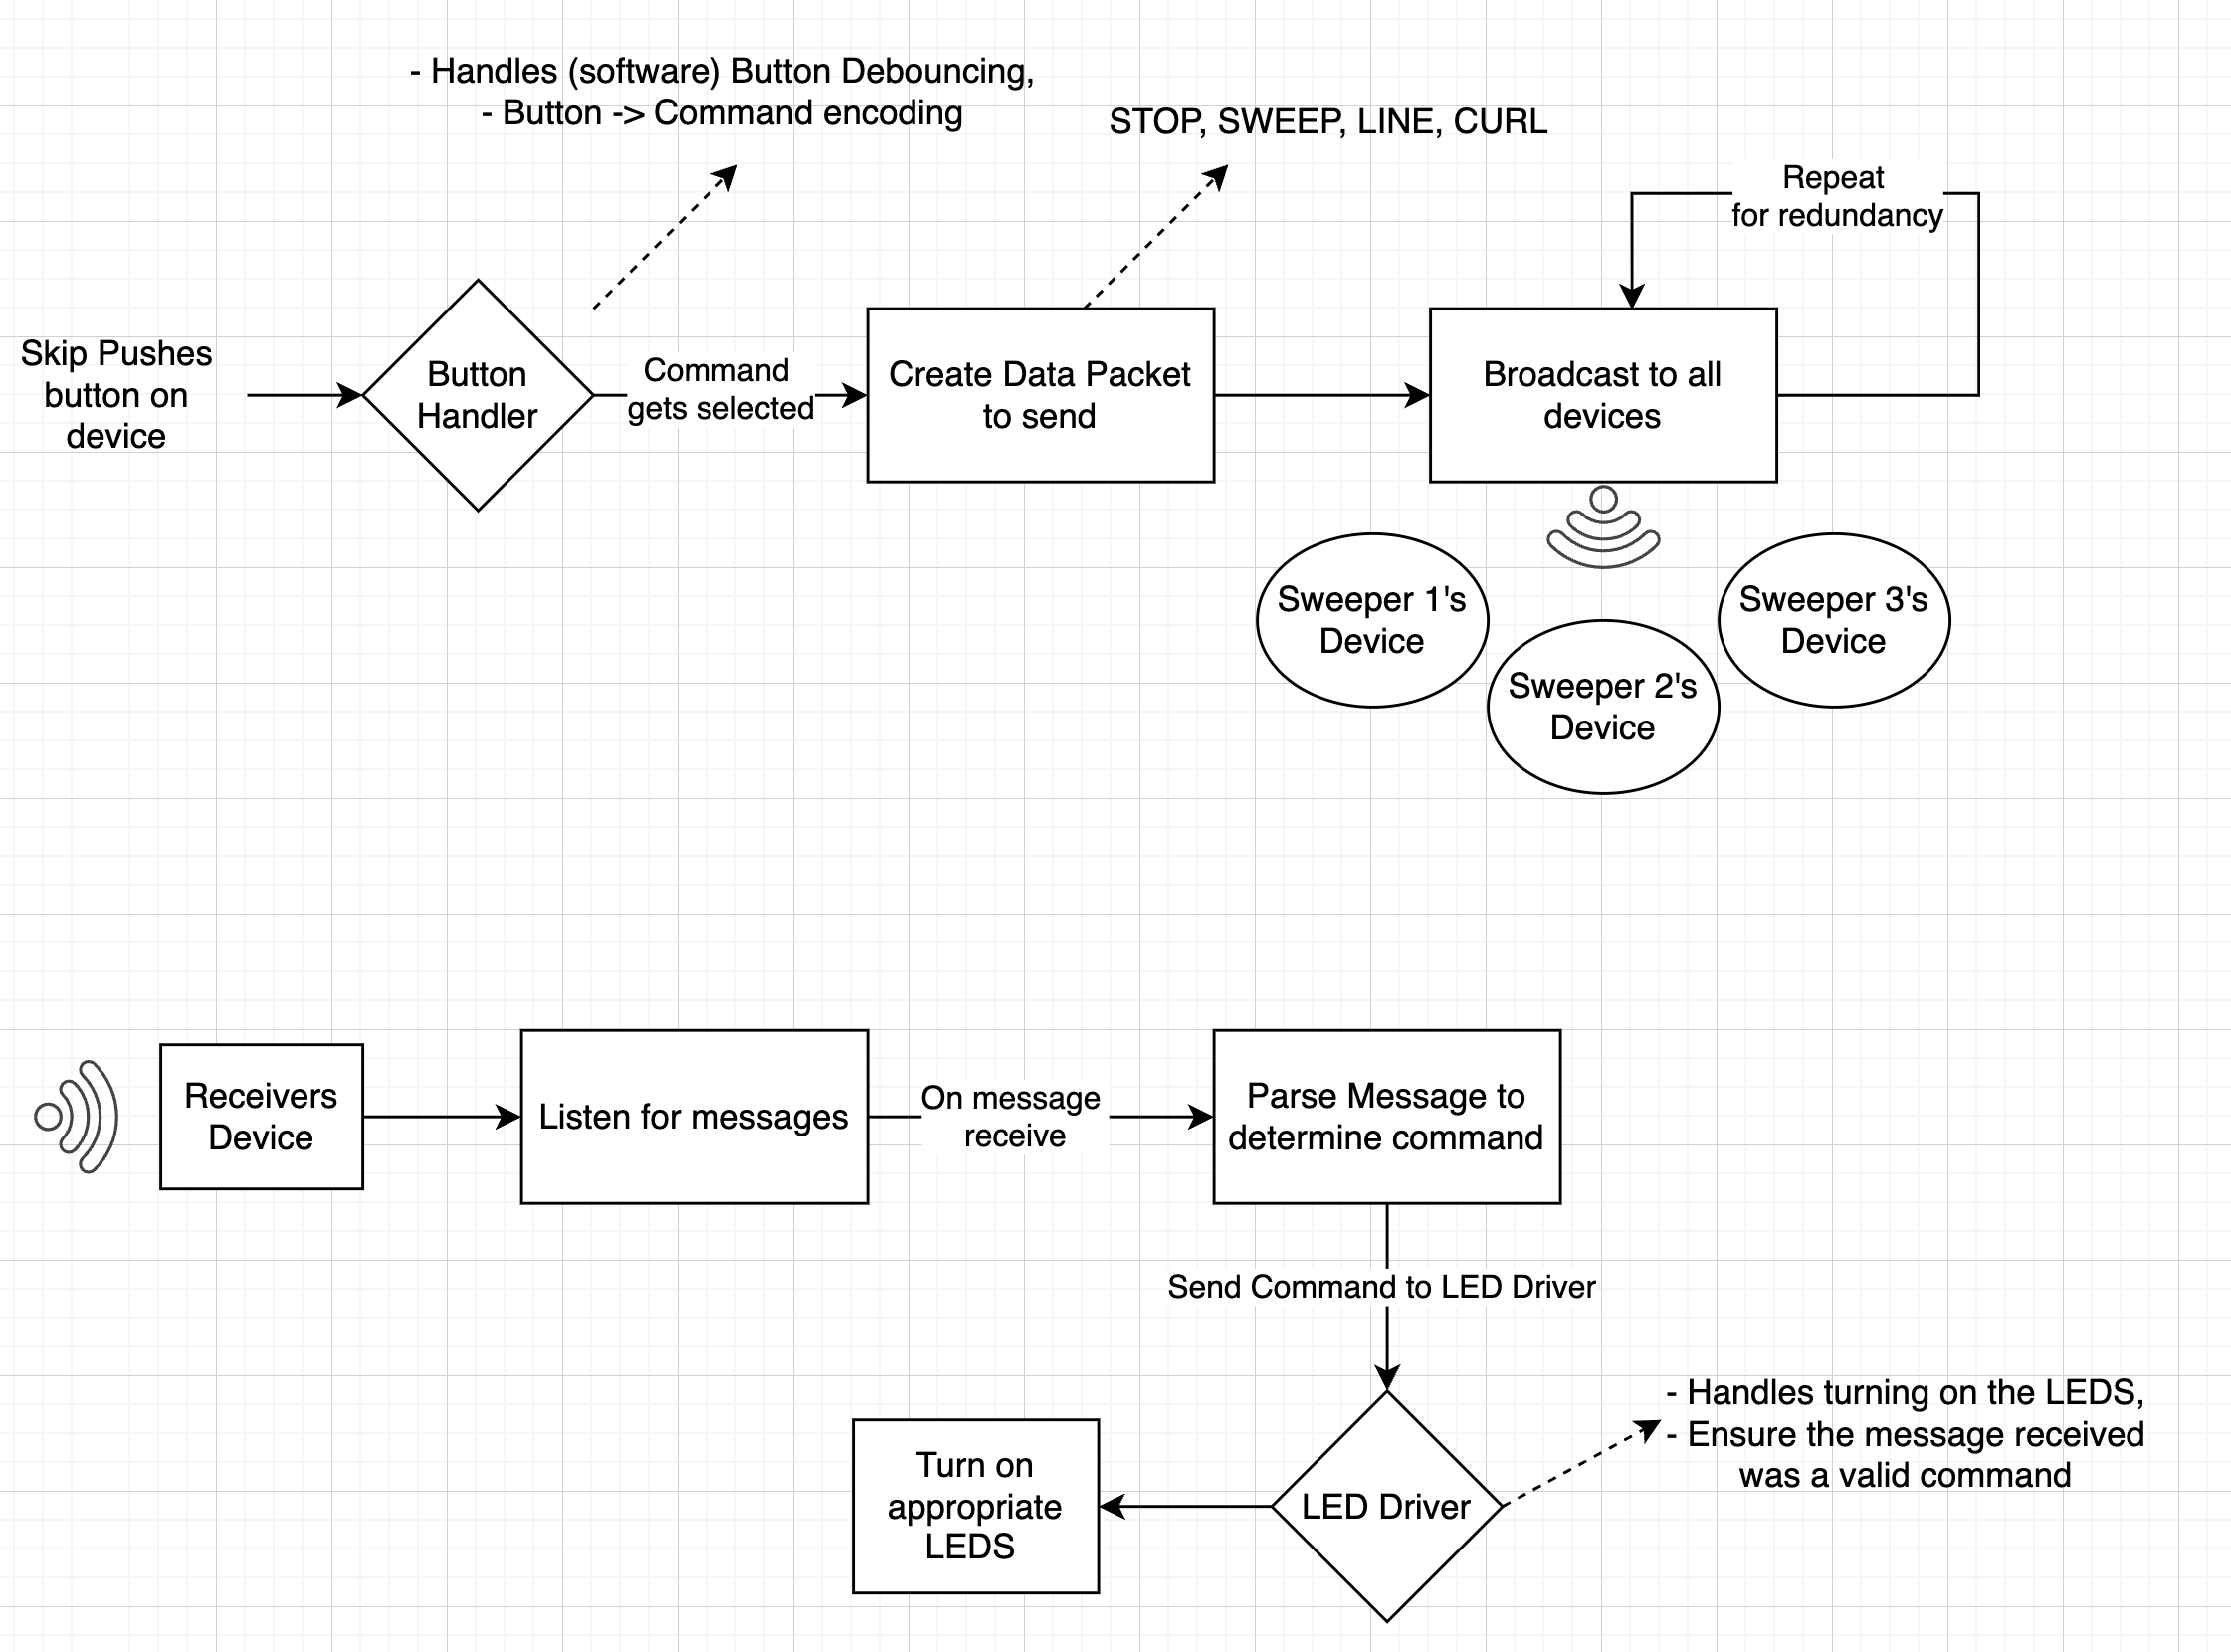 - Handles (software) Button Debouncing,
- Button -> Command encoding
STOP, SWEEP, LINE, CURL
Repeat
for redundancy
Skip Pushes
button on
device
Button
Handler
Command
gets selected
Create Data Packet
to send
Broadcast to all
devices
Sweeper 1's
Device
Sweeper 2's
Device
Sweeper 3's
Device
Receivers
Device
Listen for messages
On message
receive
Parse Message to
determine command
Send Command to LED Driver
LED Driver
- Handles turning on the LEDS,
- Ensure the message received
was a valid command
Turn on
appropriate
LEDS